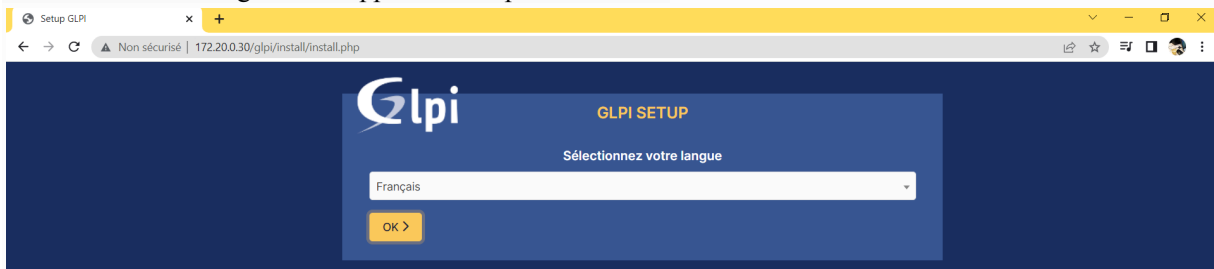 Setup GLPI
Non sécurisé | 172.20.0.30/glpi/install/install.php
Glpi
GLPI SETUP
Sélectionnez votre langue
Français
OK >